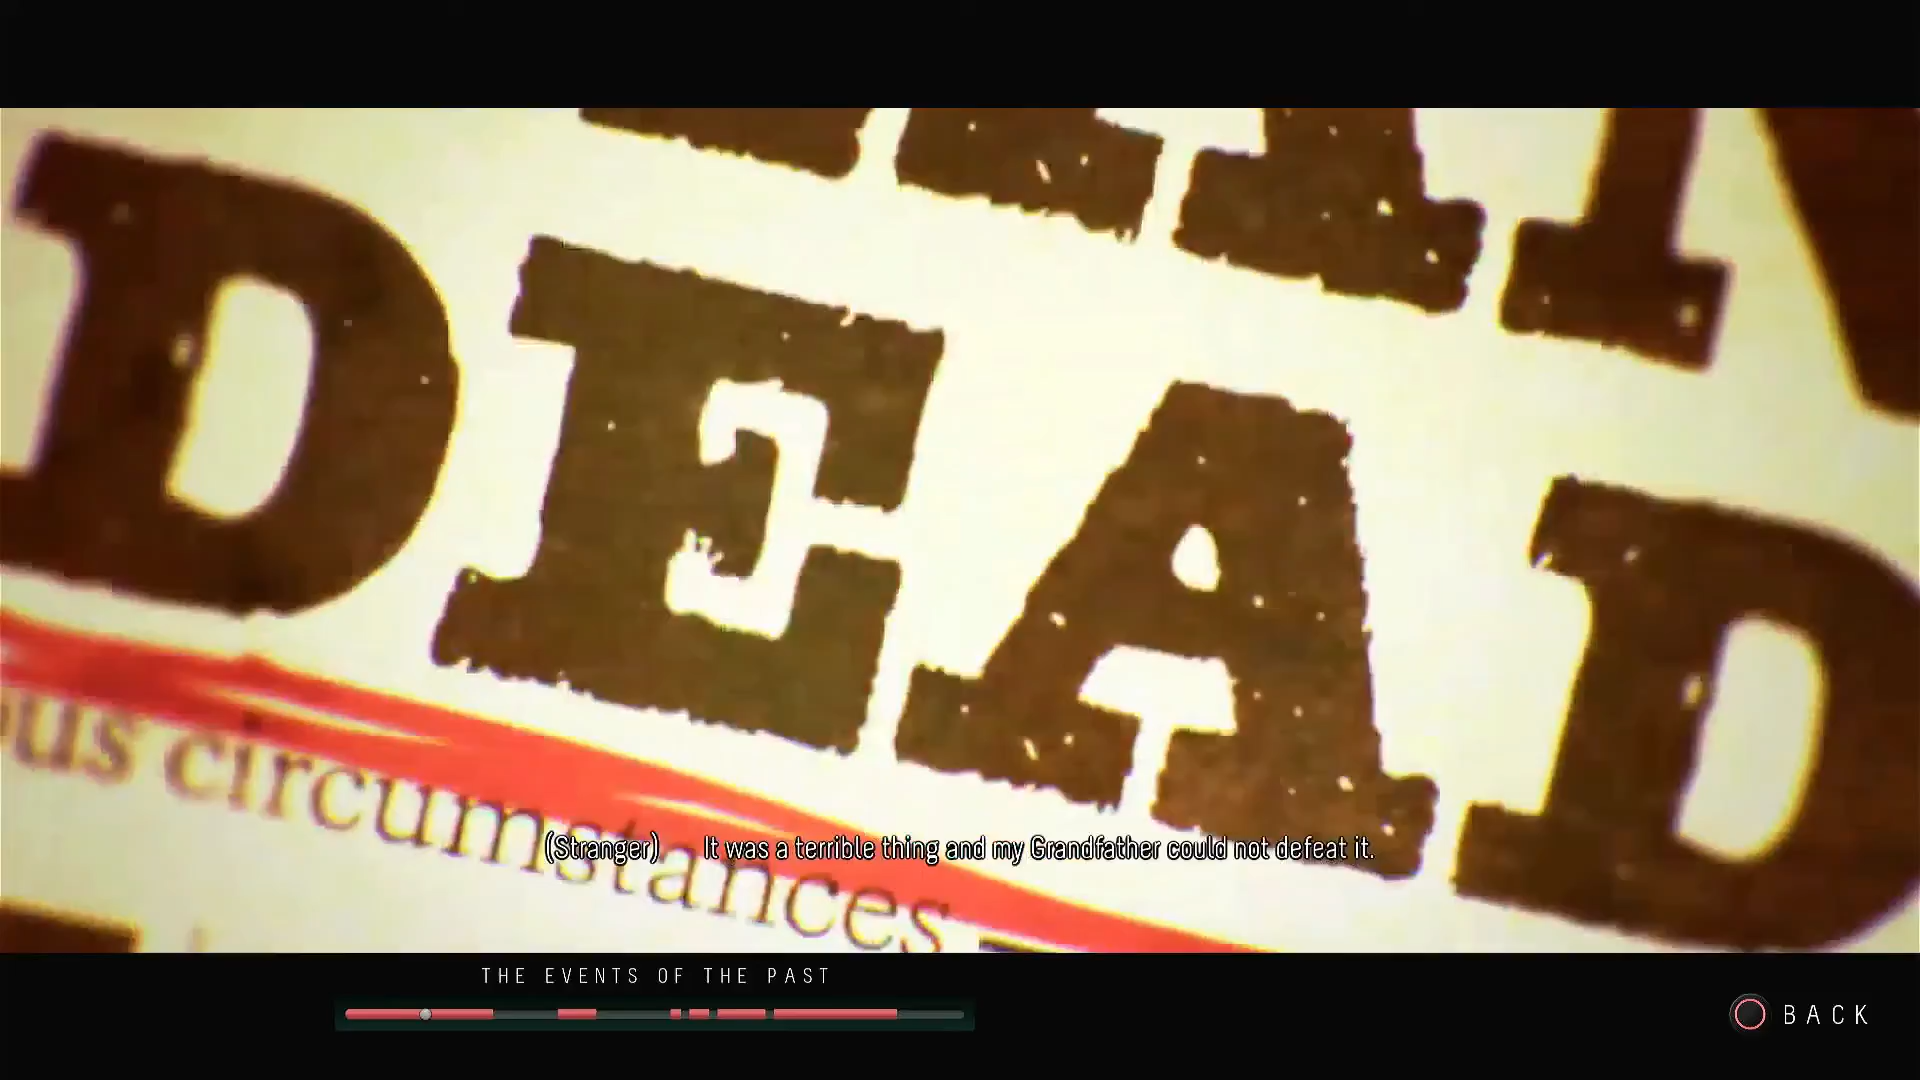 DEAD
us circumstances
(Stranger) It was a terrible thing and my Grandfather could not defeat it.
THE EVENTS OF THE PAST
BACK